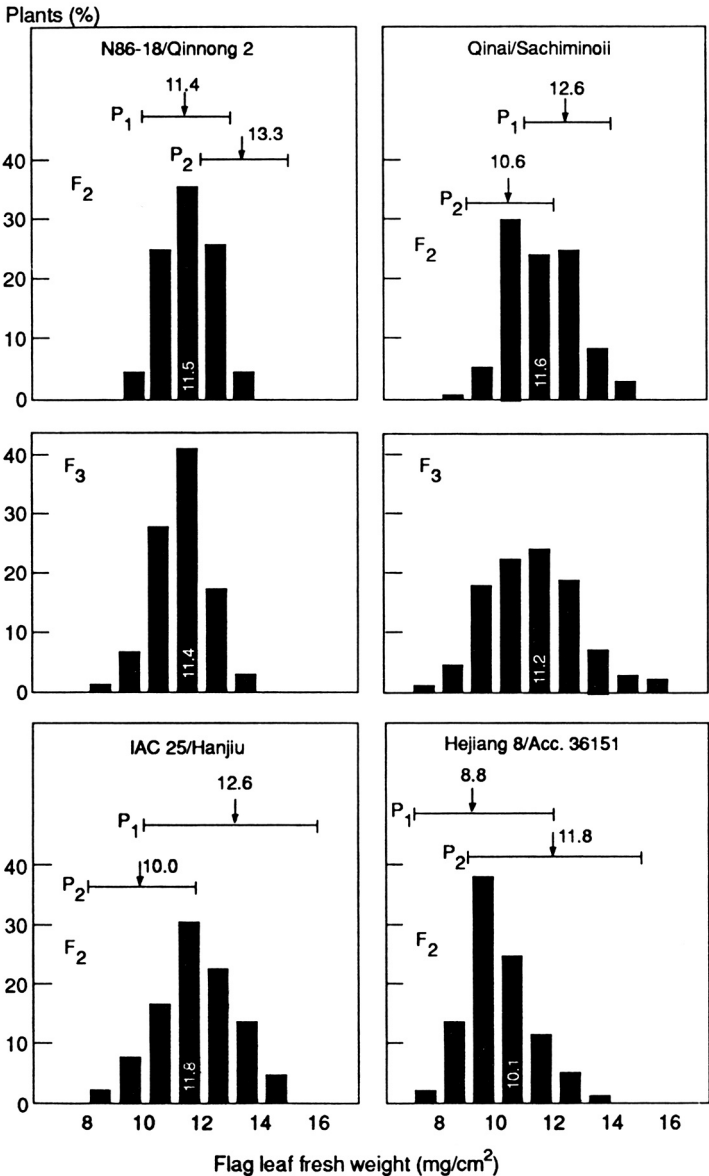 Plants (%)
N86-18/Qinnong 2
11.4
P1
13.3
P2
40
F2
30
20
10
0
11.5
Qinai/Sachiminoii
12.6
P1
10.6
P2
F2
11.6
40
F3
30
20
10
0
11.4
F3
11.2
IAC 25/Hanjiu
12.6
P1
10.0
P2
40
F2
30
20
10
0
11.8
8 10 12 14 16
Hejiang 8/Acc. 36151
8.8
P1
11.8
P2
F2
10.1
8 10 12 14 16
Flag leaf fresh weight (mg/cm2)